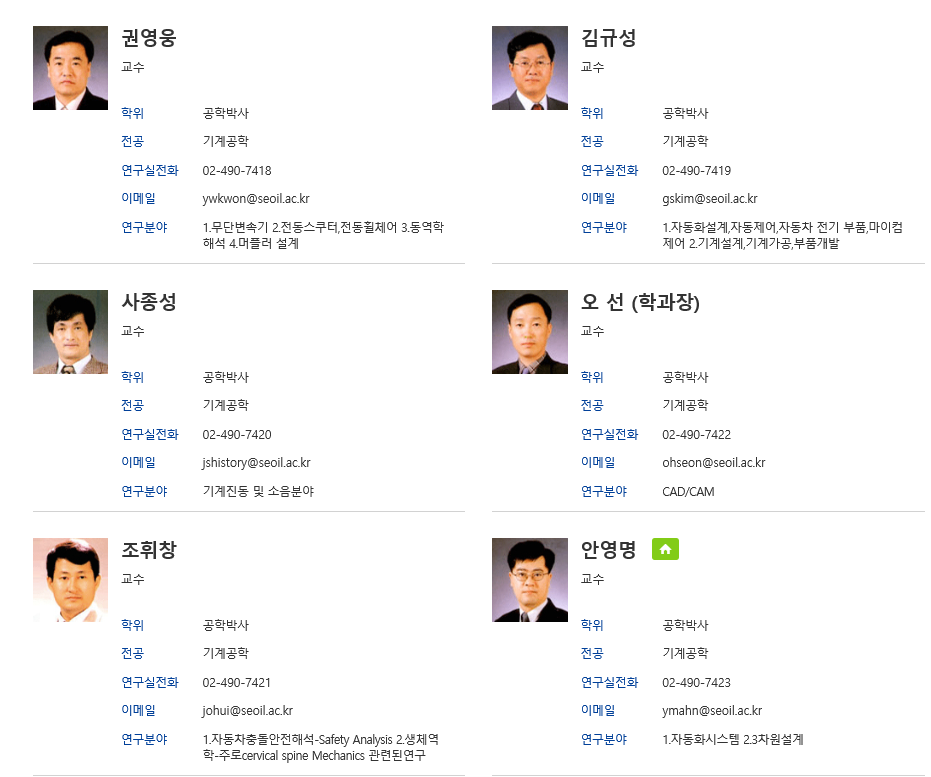 권영웅
교수
학위 공학박사
전공 기계공학
연구실전화 02-490-7418
이메일 ywkwon@seoil.ac.kr
연구분야 1.무단변속기 2.전동스쿠터,전동휠체어 3.동역학
해석 4.머플러 설계
김규성
교수
학위 공학박사
전공 기계공학
연구실전화 02-490-7419
이메일 gskim@seoil.ac.kr
연구분야 1.자동화설계,자동제어,자동차 전기 부품,마이컴
제어 2.기계설계,기계가공,부품개발
사종성
교수
학위 공학박사
전공 기계공학
연구실전화 02-490-7420
이메일 jshistory@seoil.ac.kr
연구분야 기계진동 및 소음분야
오 선 (학과장)
교수
학위 공학박사
전공 기계공학
연구실전화 02-490-7422
이메일 ohseon@seoil.ac.kr
연구분야 CAD/CAM
조휘창
교수
학위 공학박사
전공 기계공학
연구실전화 02-490-7421
이메일 johui@seoil.ac.kr
연구분야 1.자동차충돌안전해석-Safety Analysis 2.생체역
학-주로cervical spine Mechanics 관련된연구
안영명
교수
학위 공학박사
전공 기계공학
연구실전화 02-490-7423
이메일 ymahn@seoil.ac.kr
연구분야 1.자동화시스템 2.3차원설계